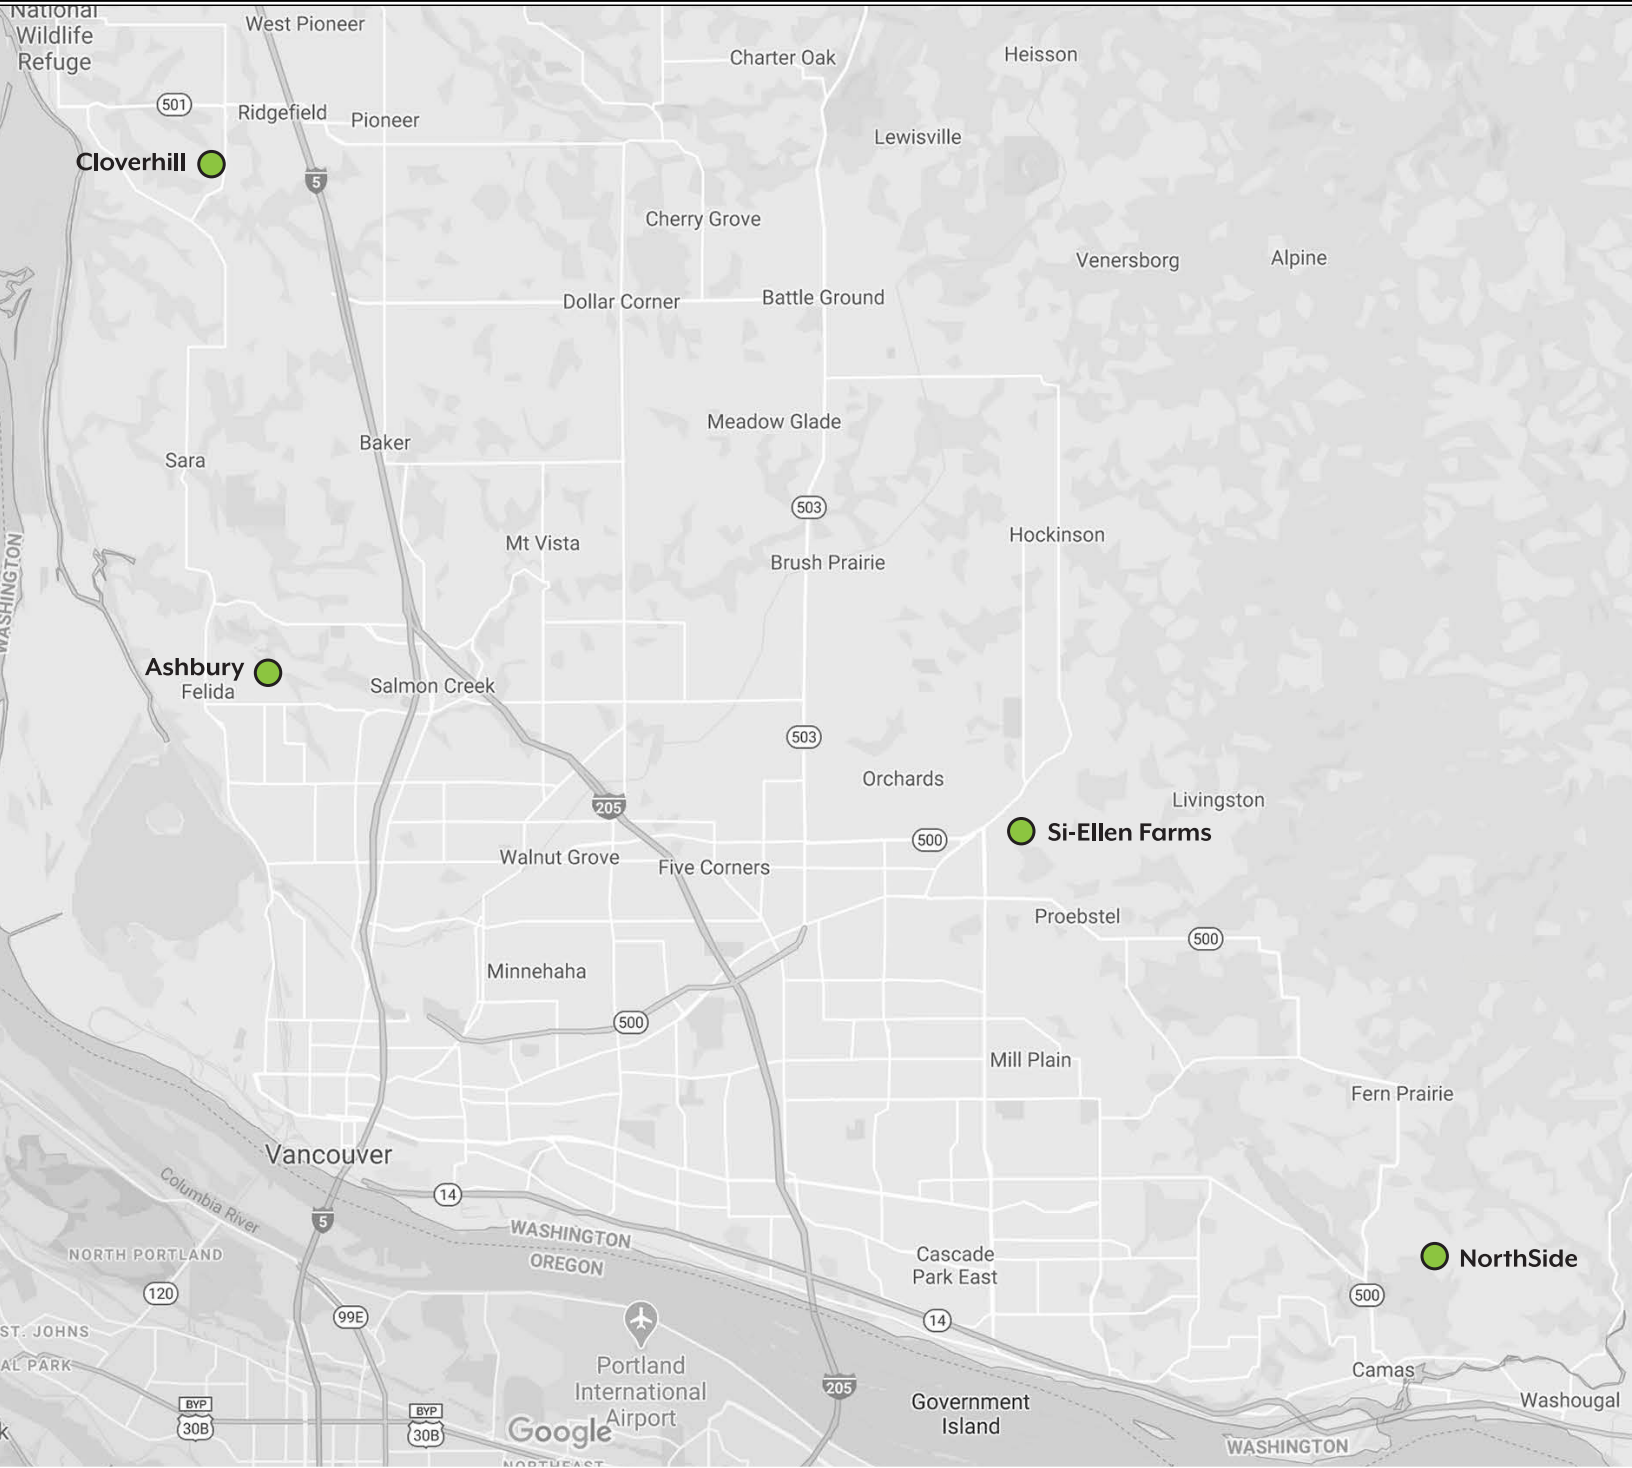 National
Wildlife
Refuge
West Pioneer
Charter Oak
Heisson
501
Ridgefield
Pioneer
Lewisville
Cloverhill
5
Cherry Grove
Venersborg
Alpine
Dollar Corner
Battle Ground
Meadow Glade
Baker
Sara
503
WASHINGTON
Mt Vista
Hockinson
Brush Prairie
Ashbury
Felida
Salmon Creek
503
Orchards
205
Livingston
500
Si-Ellen Farms
Walnut Grove
Five Corners
Proebstel
500
Minnehaha
500
Mill Plain
Fern Prairie
Vancouver
Columbia River
14
5
WASHINGTON
OREGON
NORTH PORTLAND
Cascade
Park East
NorthSide
120
99E
500
14
ST. JOHNS
AL PARK
Portland
International
Airport
Camas
205
Government
Island
Washougal
BYP
30B
BYP
30B
Google
WASHINGTON
NORTHEAST